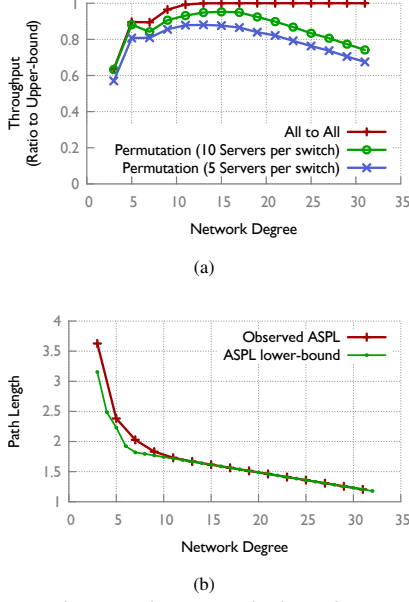 1
0.8
0.6
0.4
0.2
0
Throughput
(Ratio to Upper-bound)
All to All
Permutation (10 Servers per switch)
Permutation (5 Servers per switch)
0 5 10 15 20 25 30 35
Network Degree
(a)
4
3.5
3
2.5
2
1.5
1
Path Length
Observed ASPL
ASPL lower-bound
0 5 10 15 20 25 30 35
Network Degree
(b)